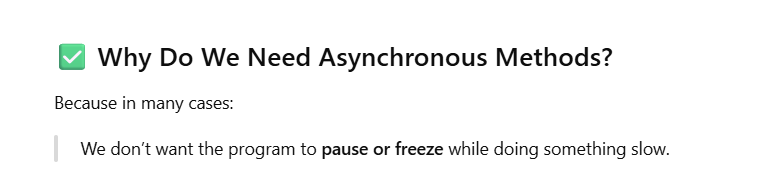 ✅ Why Do We Need Asynchronous Methods?
Because in many cases:
We don’t want the program to pause or freeze while doing something slow.